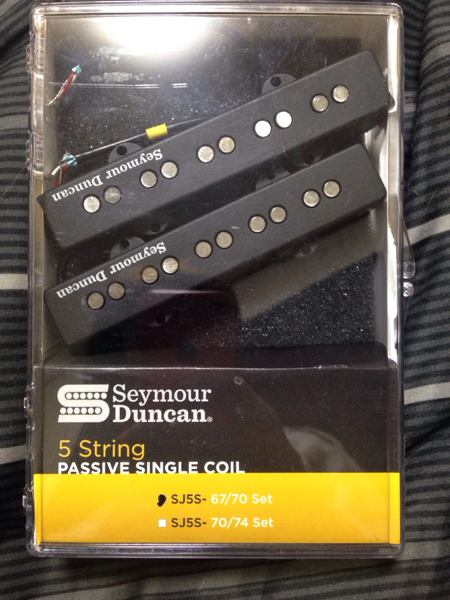 Seymour Duncan
Seymour Duncan
Seymour
Duncan®
5 String
PASSIVE SINGLE COIL
SJ5S- 67/70 Set
SJ5S- 70/74 Set